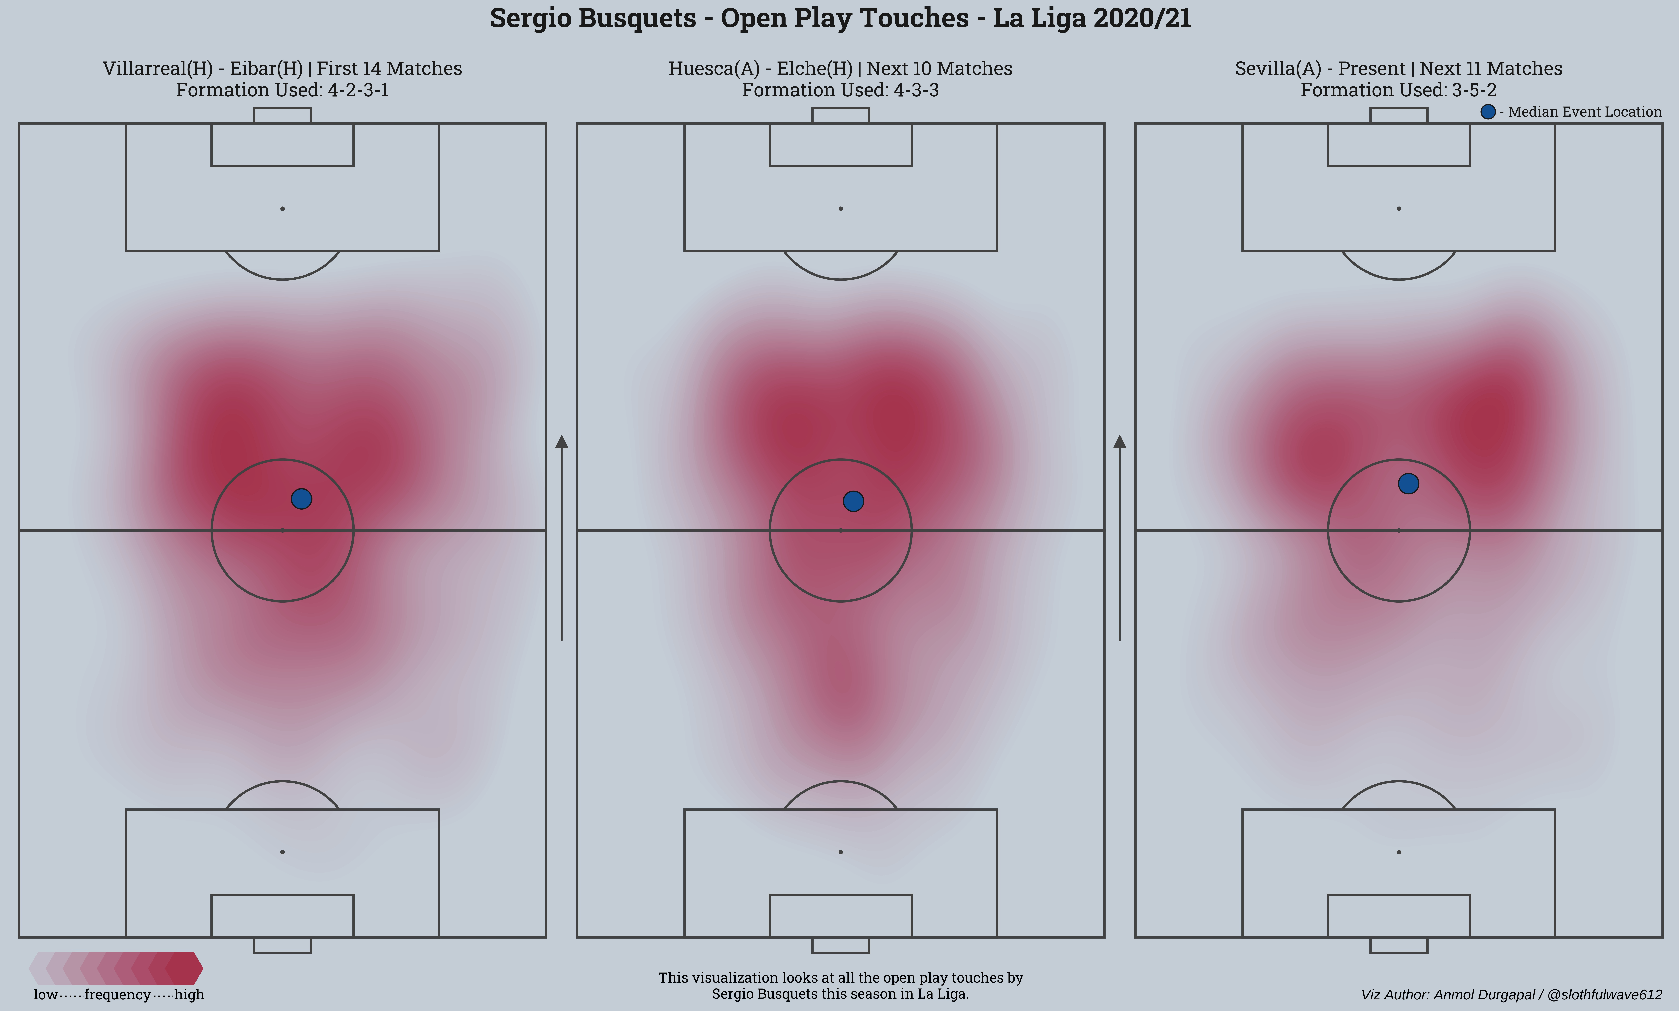 Sergio Busquets - Open Play Touches - La Liga 2020/21
Villarreal(H) - Eibar(H) | First 14 Matches
Formation Used: 4-2-3-1
Huesca(A) - Elche(H) | Next 10 Matches
Formation Used: 4-3-3
Sevilla(A) - Present | Next 11 Matches
Formation Used: 3-5-2
- Median Event Location
low·····frequency·····high
This visualization looks at all the open play touches by
Sergio Busquets this season in La Liga.
Viz Author: Anmol Durgapal / @slothfulwave612